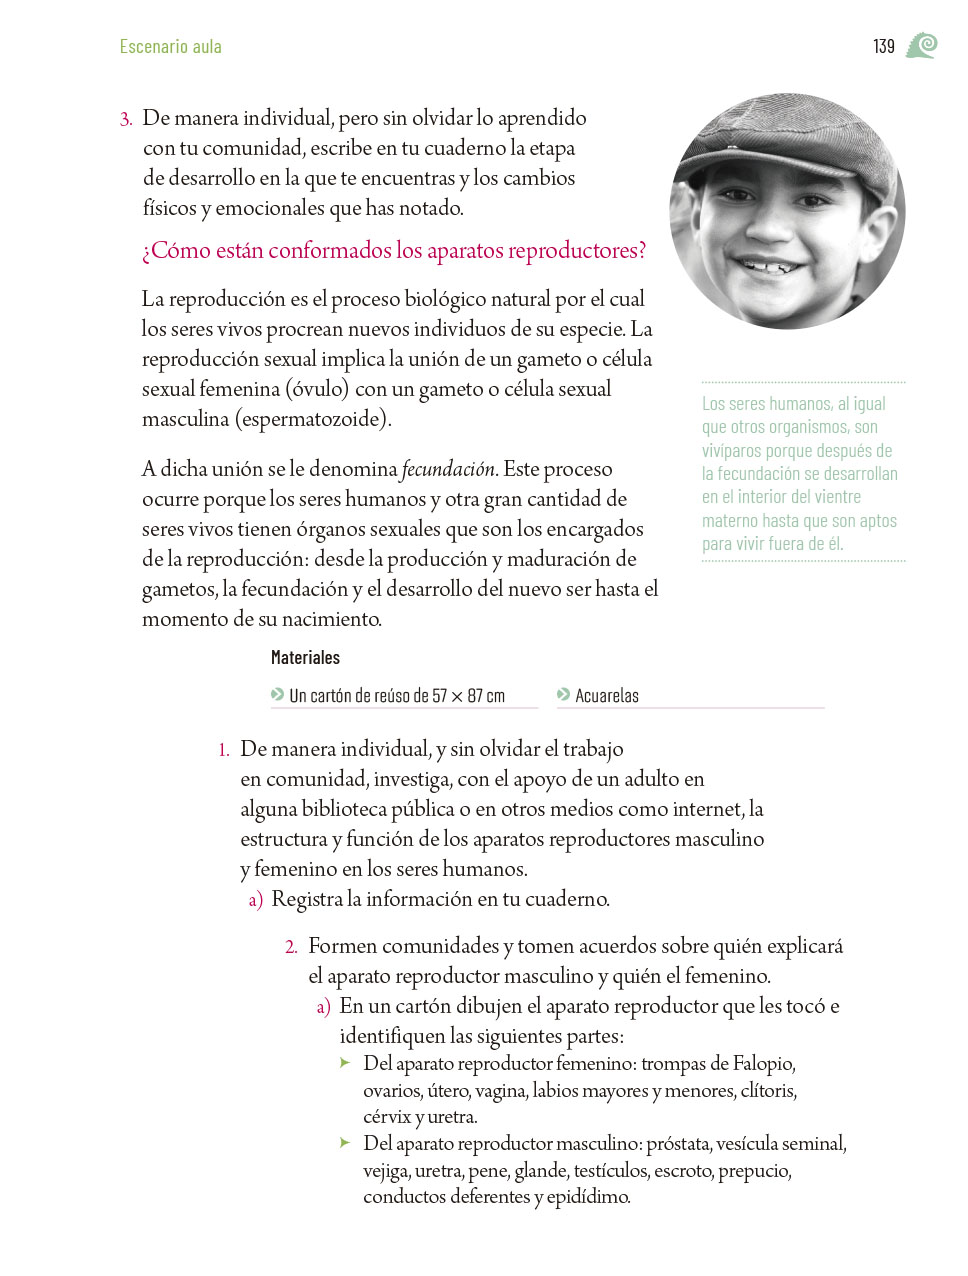 Escenario aula
139
3. De manera individual, pero sin olvidar lo aprendido
con tu comunidad, escribe en tu cuaderno la etapa
de desarrollo en la que te encuentras y los cambios
físicos y emocionales que has notado.
¿Cómo están conformados los aparatos reproductores?
La reproducción es el proceso biológico natural por el cual
los seres vivos procrean nuevos individuos de su especie. La
reproducción sexual implica la unión de un gameto o célula
sexual femenina (óvulo) con un gameto o célula sexual
masculina (espermatozoide).
A dicha unión se le denomina fecundación. Este proceso
ocurre porque los seres humanos y otra gran cantidad de
seres vivos tienen órganos sexuales que son los encargados
de la reproducción: desde la producción y maduración de
gametos, la fecundación y el desarrollo del nuevo ser hasta el
momento de su nacimiento.
Los seres humanos, al igual
que otros organismos, son
vivíparos porque después de
la fecundación se desarrollan
en el interior del vientre
materno hasta que son aptos
para vivir fuera de él.
Materiales
Un cartón de reúso de 57 × 87 cm
Acuarelas
1. De manera individual, y sin olvidar el trabajo
en comunidad, investiga, con el apoyo de un adulto en
alguna biblioteca pública o en otros medios como internet, la
estructura y función de los aparatos reproductores masculino
y femenino en los seres humanos.
a) Registra la información en tu cuaderno.
2. Formen comunidades y tomen acuerdos sobre quién explicará
el aparato reproductor masculino y quién el femenino.
a) En un cartón dibujen el aparato reproductor que les tocó e
identifiquen las siguientes partes:
Del aparato reproductor femenino: trompas de Falopio,
ovarios, útero, vagina, labios mayores y menores, clítoris,
cérvix y uretra.
Del aparato reproductor masculino: próstata, vesícula seminal,
vejiga, uretra, pene, glande, testículos, escroto, prepucio,
conductos deferentes y epidídimo.